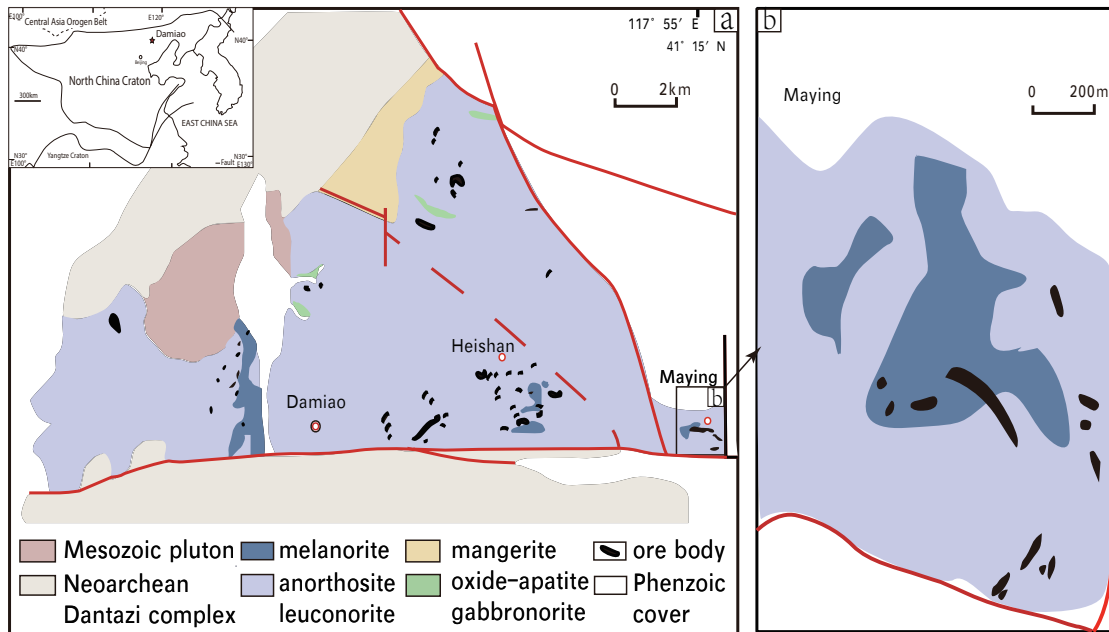 E100°
E120°
Central Asia Orogen Belt
Damiao
N40°
N40°
Beijing
North China Craton
300km
EAST CHINA SEA
N30°
E100°
Yangtze Craton
N30°
E130°
Fault
a
117° 55′ E
41° 15′ N
0 2km
Heishan
Maying
b
Damiao
Mesozoic pluton
melanorite
mangerite
ore body
Neoarchean
Dantazi complex
anorthosite
leuconorite
oxide-apatite
gabbronorite
Phenzoic
cover
b
Maying
0 200m